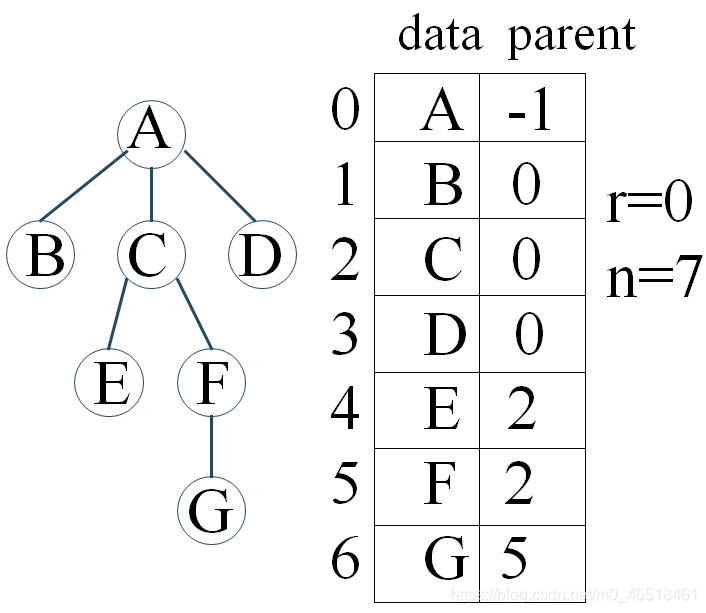 A
B C D
E F
G
data parent
0 A -1
1 B 0
2 C 0
3 D 0
4 E 2
5 F 2
6 G 5
r=0
n=7
https://blog.csdn.net/m0_46518461